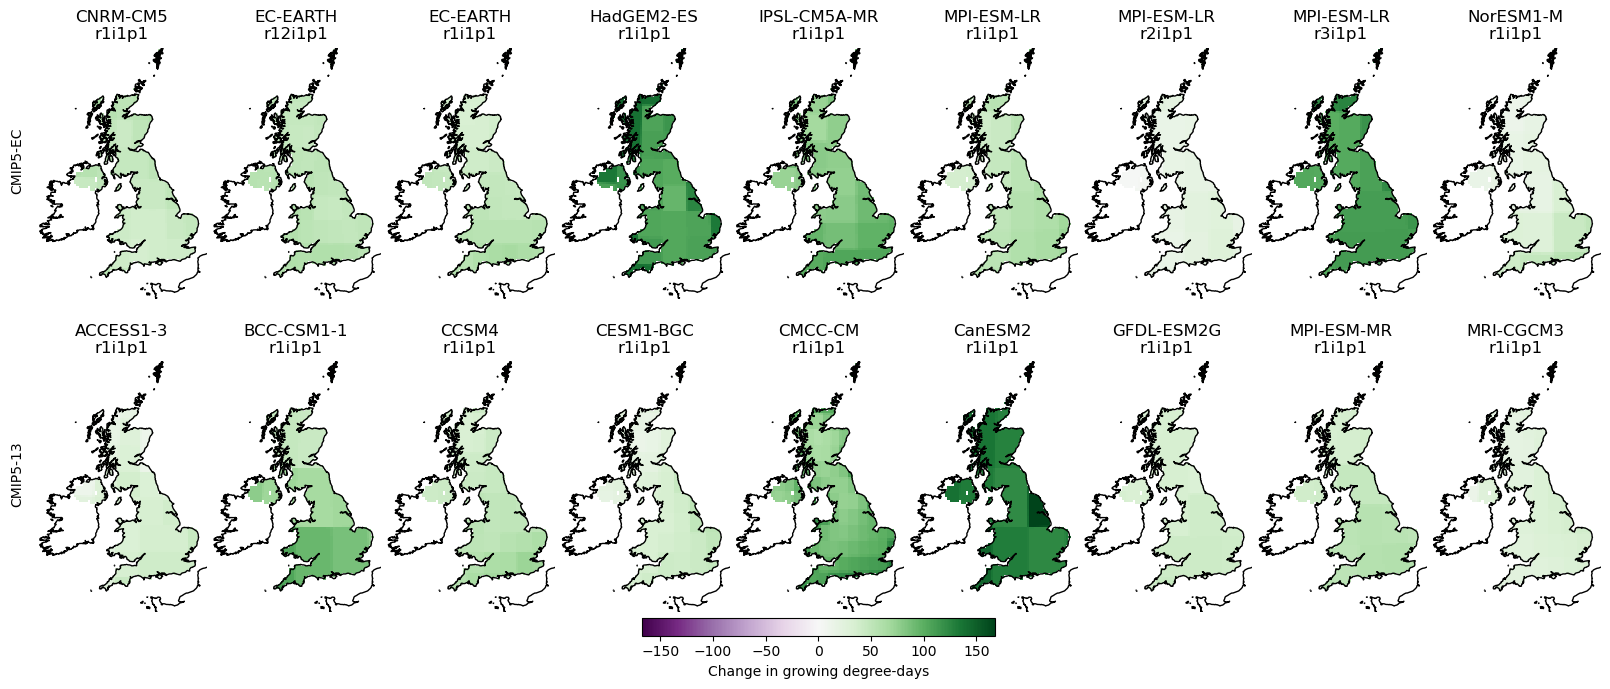 CNRM-CM5 EC-EARTH EC-EARTH HadGEM2-ES IPSL-CM5A-MR MPI-ESM-LR MPI-ESM-LR MPI-ESM-LR NorESM1-M
r1i1p1 r12i1p1 r1i1p1 r1i1p1 r1i1p1 r1i1p1 r2i1p1 r3i1p1 r1i1p1
CMIP5-EC
ACCESS1-3 BCC-CSM1-1 CCSM4 CESM1-BGC CMCC-CM CanESM2 GFDL-ESM2G MPI-ESM-MR MRI-CGCM3
r1i1p1 r1i1p1 r1i1p1 r1i1p1 r1i1p1 r1i1p1 r1i1p1 r1i1p1 r1i1p1
CMIP5-13
−150 −100 −50 0 50 100 150
Change in growing degree-days